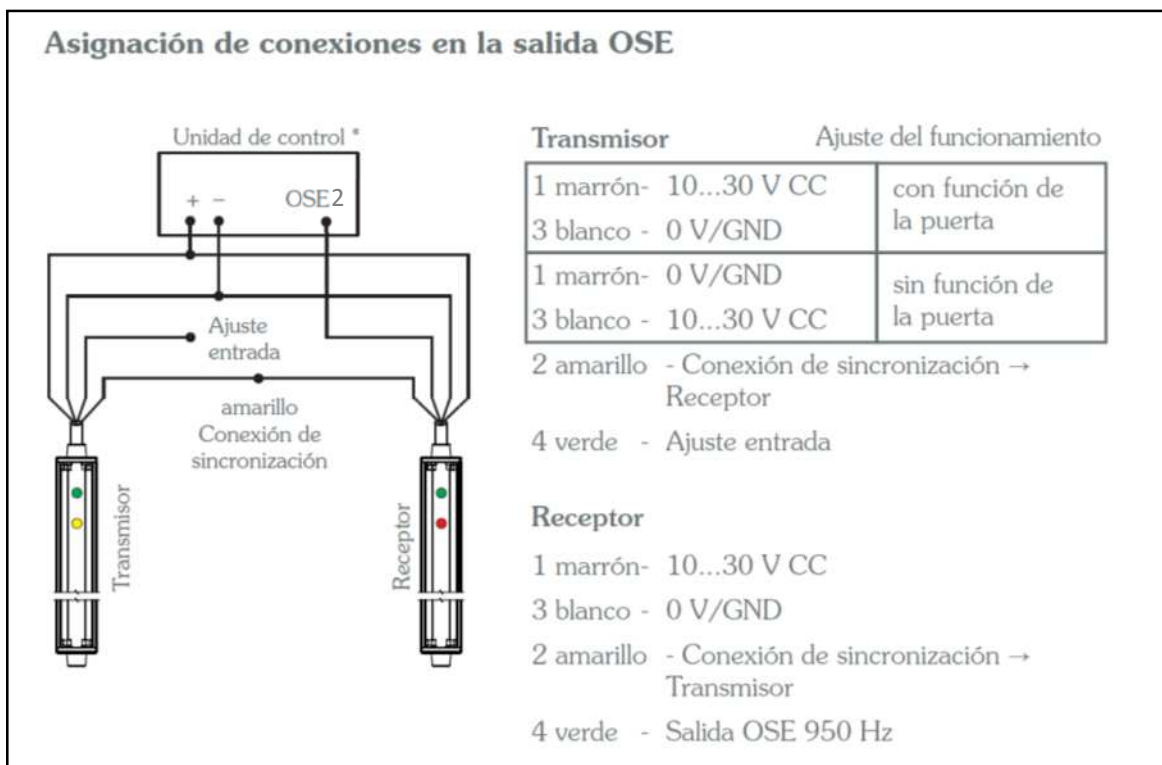 Asignación de conexiones en la salida OSE
Unidad de control *
+ -
OSE2
Ajuste
entrada
amarillo
Conexión de
sincronización
Transmisor
Receptor
Transmisor
Ajuste del funcionamiento
1 marrón- 10...30 V CC
3 blanco - 0 V/GND
con función de
la puerta
1 marrón- 0 V/GND
3 blanco - 10...30 V CC
sin función de
la puerta
2 amarillo - Conexión de sincronización →
Receptor
4 verde - Ajuste entrada
Receptor
1 marrón- 10...30 V CC
3 blanco - 0 V/GND
2 amarillo - Conexión de sincronización →
Transmisor
4 verde - Salida OSE 950 Hz